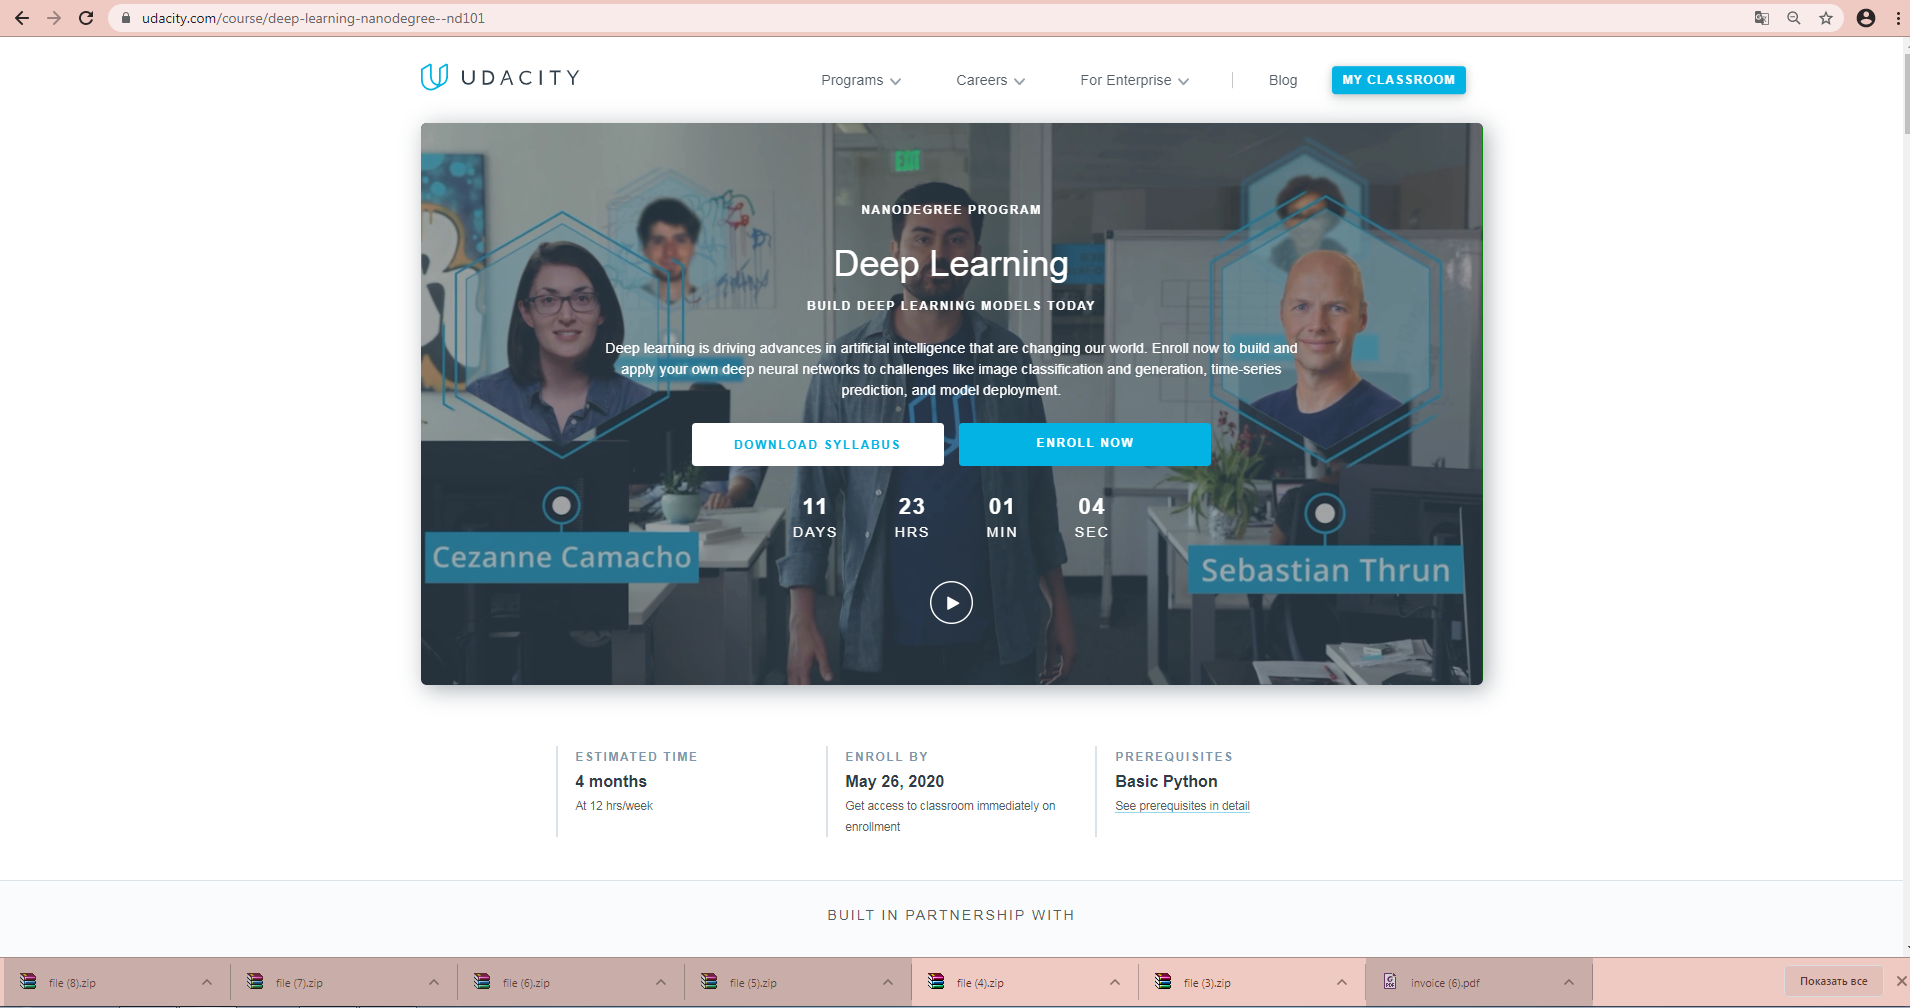 udacity.com/course/deep-learning-nanodegree--nd101
UDACITY
Programs
Careers
For Enterprise
Blog
MY CLASSROOM
EXIT
NANODEGREE PROGRAM
Deep Learning
BUILD DEEP LEARNING MODELS TODAY
Deep learning is driving advances in artificial intelligence that are changing our world. Enroll now to build and
apply your own deep neural networks to challenges like image classification and generation, time-series
prediction, and model deployment.
DOWNLOAD SYLLABUS
ENROLL NOW
11 23 01 04
DAYS HRS MIN SEC
Cezanne Camacho
Sebastian Thrun
ESTIMATED TIME
4 months
At 12 hrs/week
ENROLL BY
May 26, 2020
Get access to classroom immediately on
enrollment
PREREQUISITES
Basic Python
See prerequisites in detail
BUILT IN PARTNERSHIP WITH
file (8).zip
file (7).zip
file (6).zip
file (5).zip
file (4).zip
file (3).zip
invoice (6).pdf
Показать все